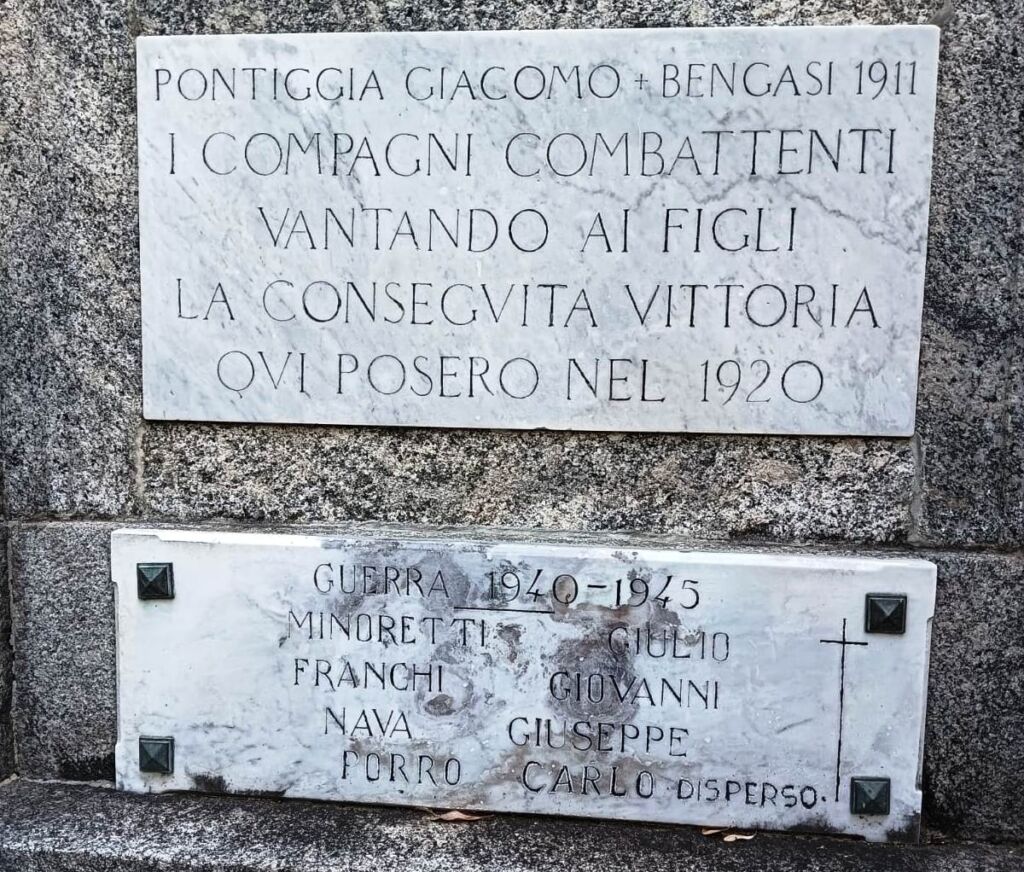 PONTIGGIA GIACOMO + BENGASI 1911
I COMPAGNI COMBATTENTI
VANTANDO AI FIGLI
LA CONSEGVITA VITTORIA
QVI POSERO NEL 1920
GUERRA 1940-1945
MINORETTI GIULIO
FRANCHI GIOVANNI
NAVA GIUSEPPE
PORRO CARLO DISPERSO.